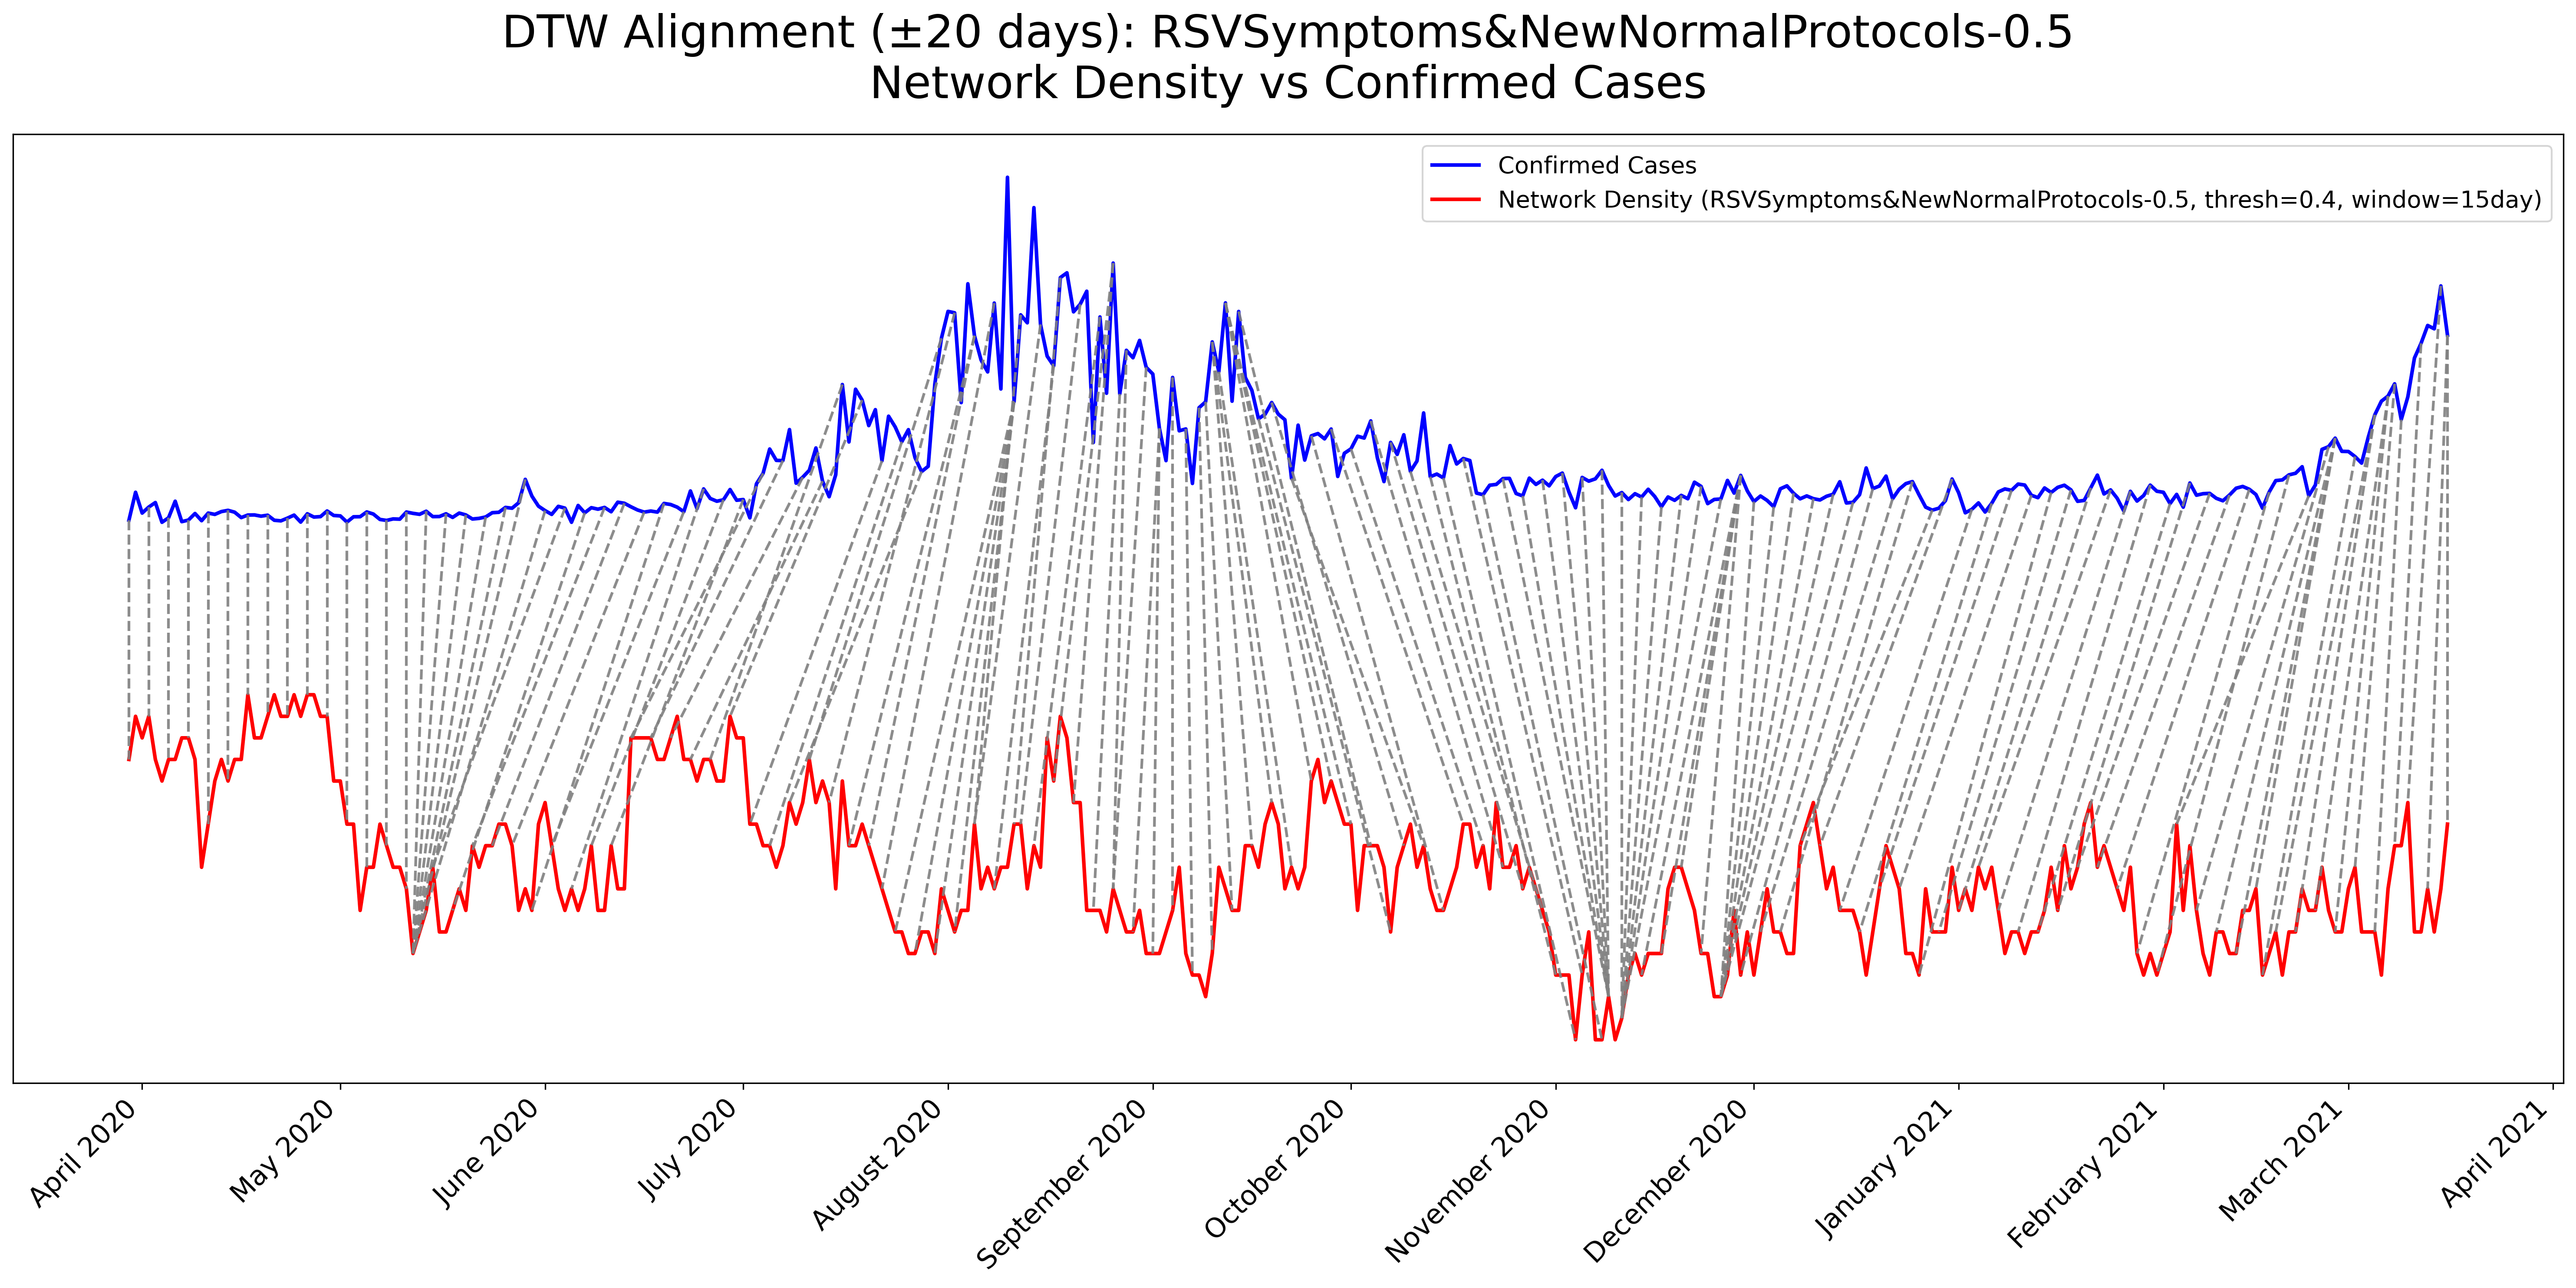 DTW Alignment (±20 days): RSVSymptoms&NewNormalProtocols-0.5
Network Density vs Confirmed Cases
Confirmed Cases
Network Density (RSVSymptoms&NewNormalProtocols-0.5, thresh=0.4, window=15day)
April 2020
May 2020
June 2020
July 2020
August 2020
September 2020
October 2020
November 2020
December 2020
January 2021
February 2021
March 2021
April 2021